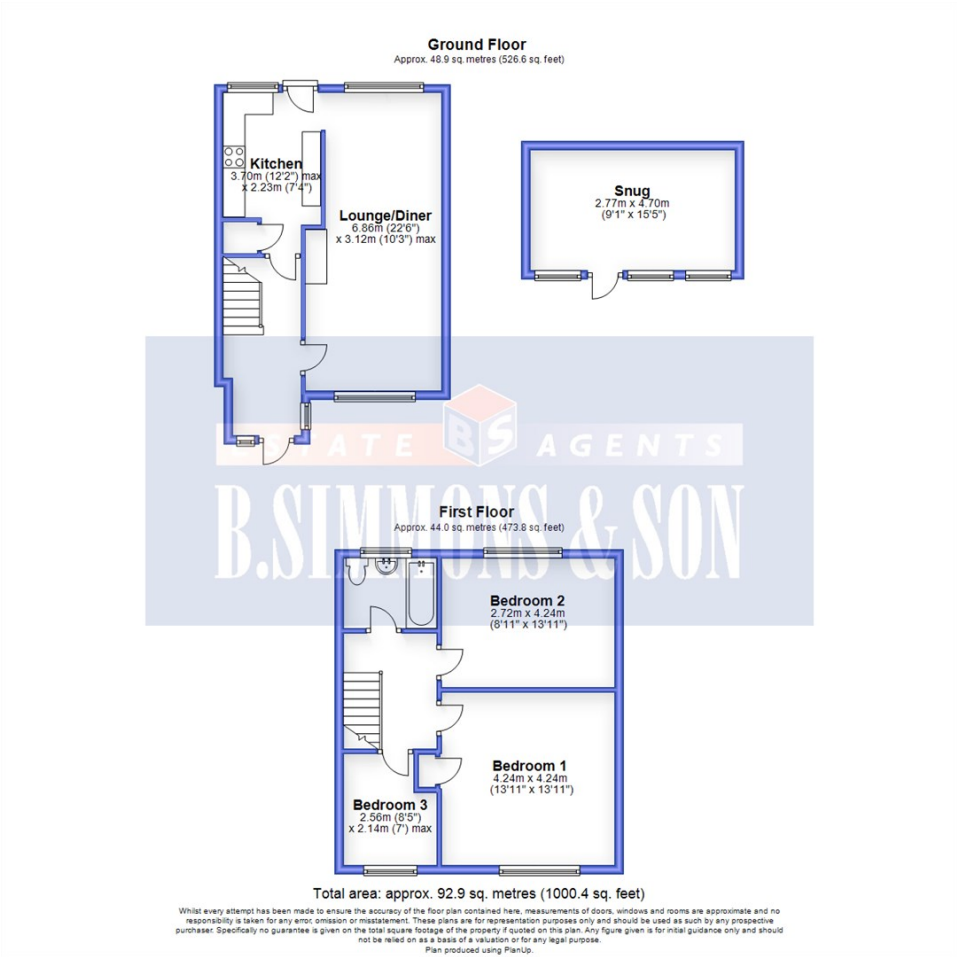 Ground Floor
Approx. 48.9 sq. metres (526.6 sq. feet)
Kitchen
3.70m (12'2") max
x 2.23m (7'4")
Lounge/Diner
6.86m (22'6")
x 3.12m (10'3") max
Snug
2.77m x 4.70m
(9'1" x 15'5")
ESTATE BS AGENTS
B.SIMMONS & SON
First Floor
Approx. 44.0 sq. metres (473.8 sq. feet)
Bedroom 2
2.72m x 4.24m
(8'11" x 13'11")
Bedroom 1
4.24m x 4.24m
(13'11" x 13'11")
Bedroom 3
2.56m (8'5")
x 2.14m (7') max
Total area: approx. 92.9 sq. metres (1000.4 sq. feet)
Whilst every attempt has been made to ensure the accuracy of the floor plan contained here, measurements of doors, windows and rooms are approximate and no
responsibility is taken for any error, omission or misstatement. These plans are for representation purposes only and should be used as such by any prospective
purchaser. Specifically no guarantee is given on the total square footage of the property if quoted on this plan. Any figure given is for initial guidance only and should
not be relied on as a basis of a valuation or for any legal purpose.
Plan produced using PlanUp.